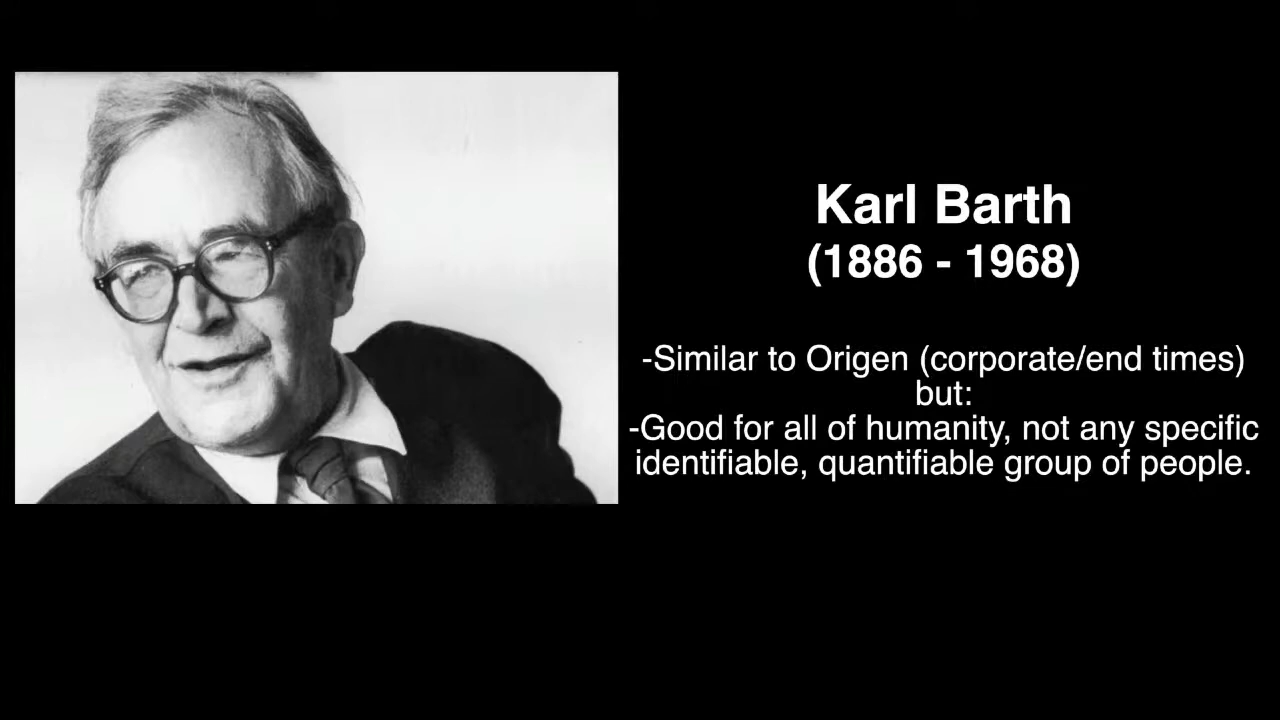 Karl Barth
(1886 - 1968)
-Similar to Origen (corporate/end times)
but:
-Good for all of humanity, not any specific
identifiable, quantifiable group of people.